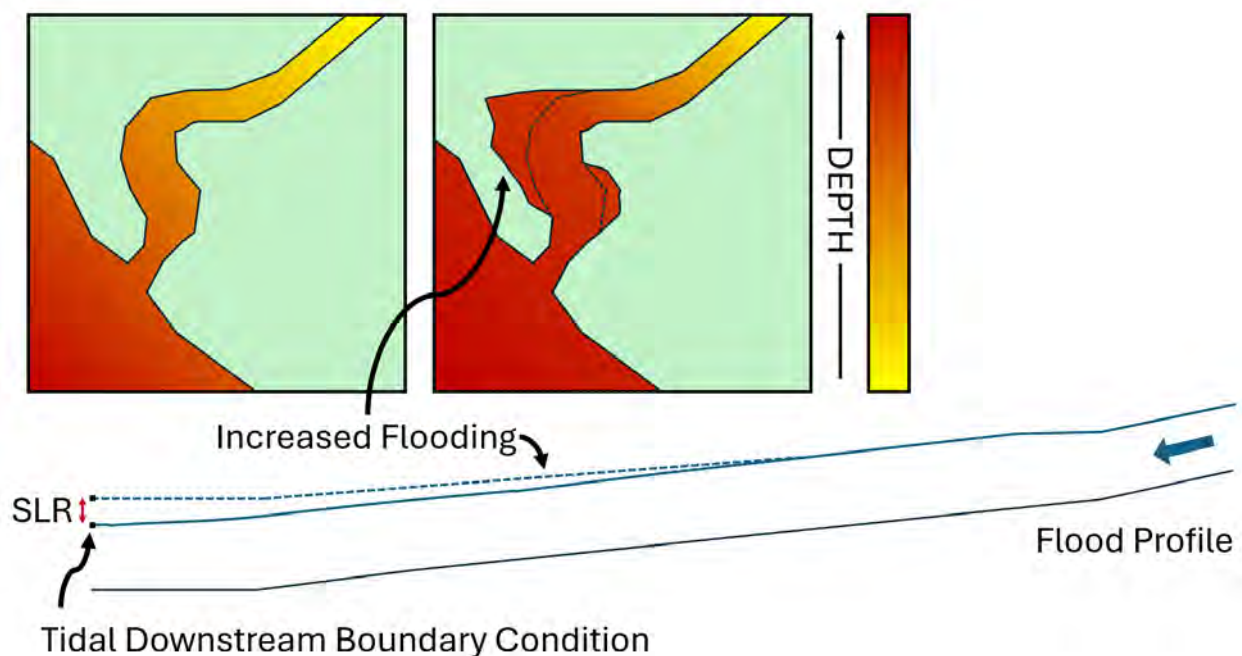 DEPTH
Increased Flooding
SLR
Flood Profile
Tidal Downstream Boundary Condition